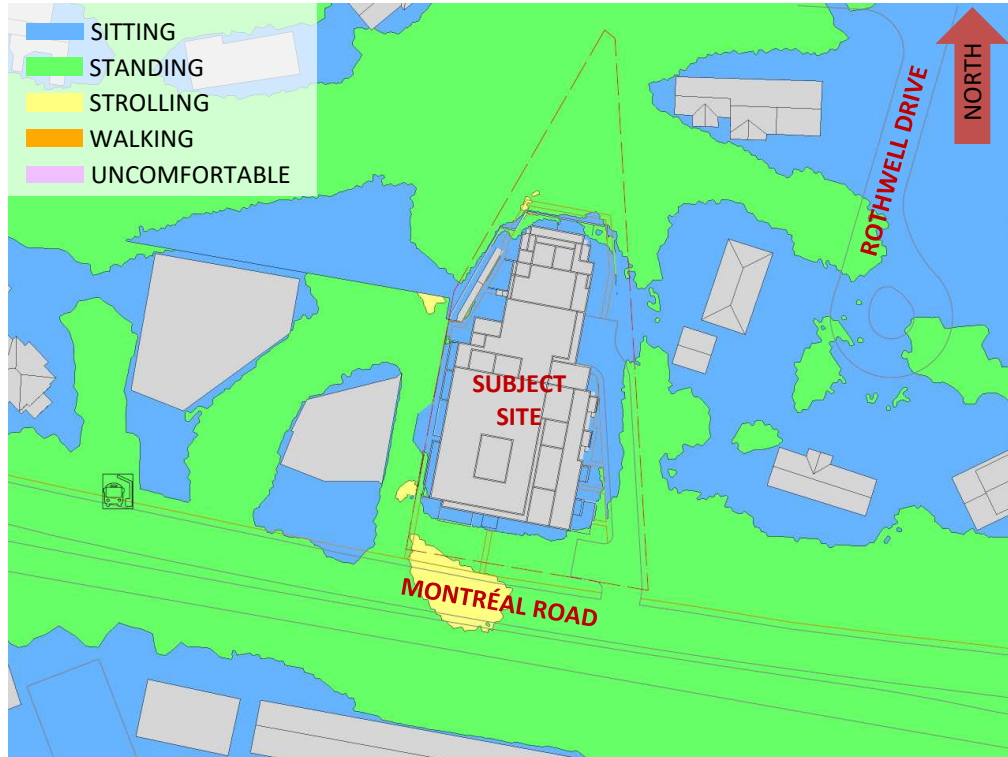 SITTING
STANDING
STROLLING
WALKING
UNCOMFORTABLE
NORTH
ROTHWELL DRIVE
SUBJECT
SITE
MONTRÉAL ROAD